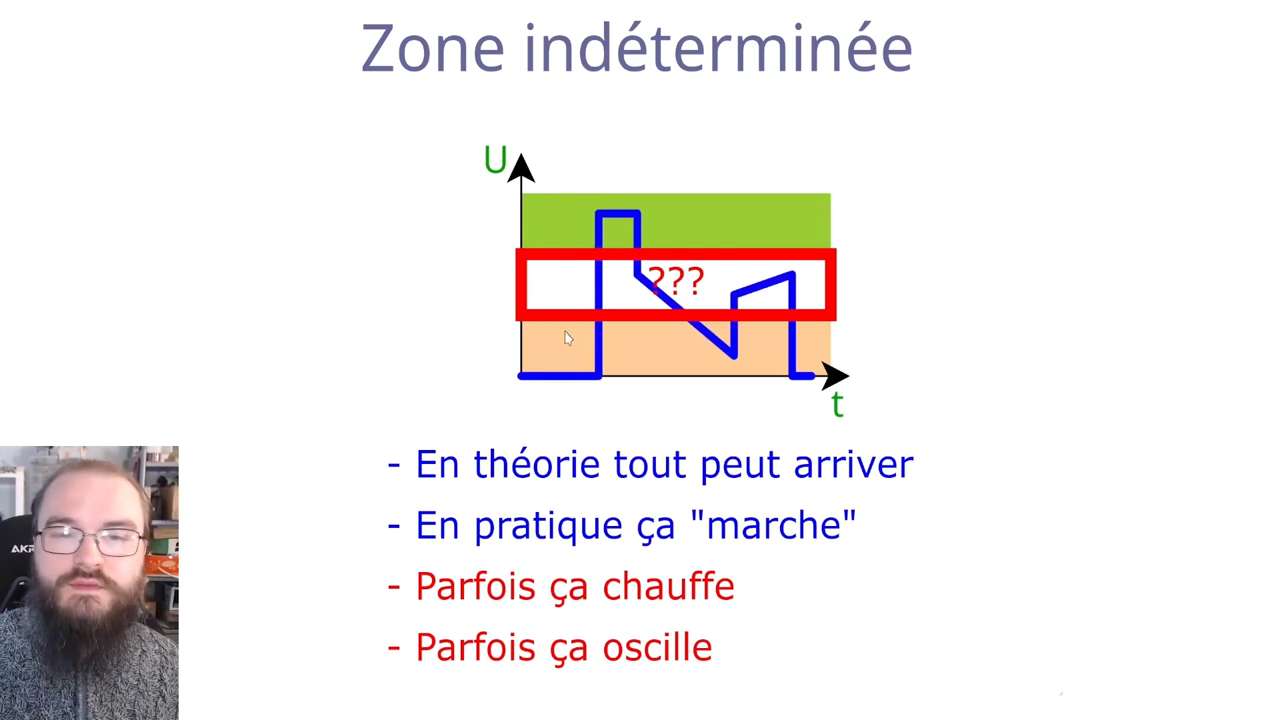 Zone indéterminée
U
???
t
- En théorie tout peut arriver
- En pratique ça "marche"
- Parfois ça chauffe
- Parfois ça oscille